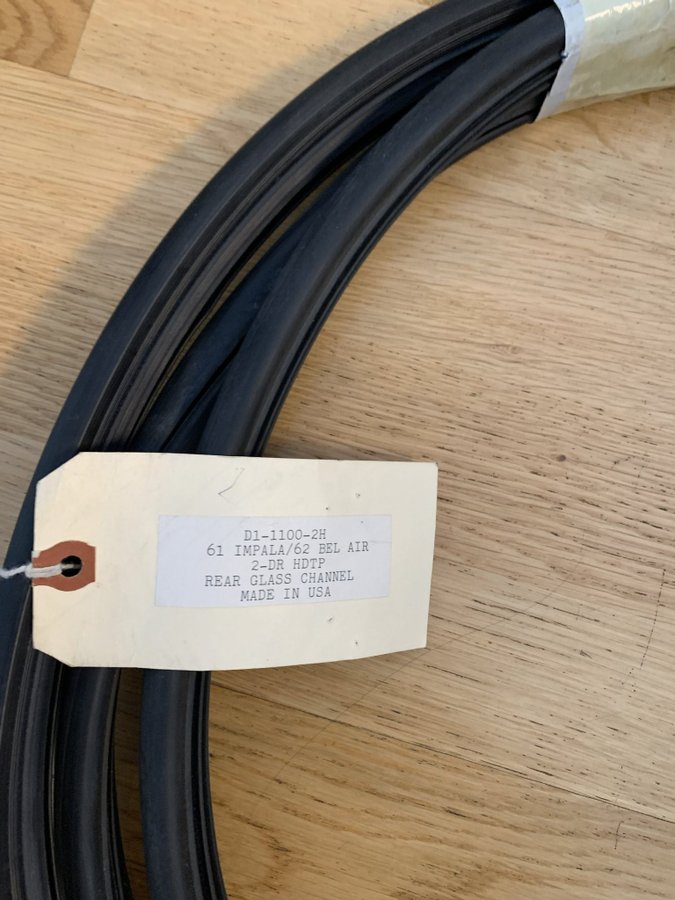 D1-1100-2H
61 IMPALA/62 BEL AIR
2-DR HDTP
REAR GLASS CHANNEL
MADE IN USA